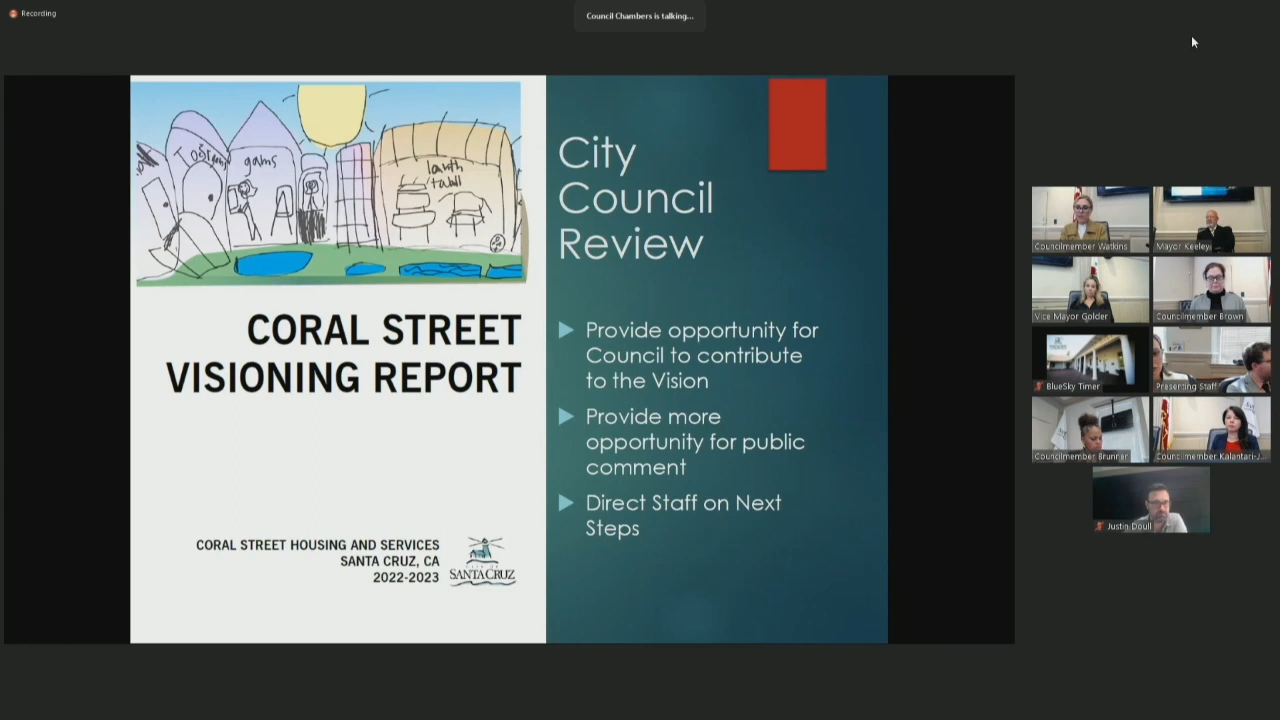 Recording
Council Chambers is talking...
gams
CORAL STREET
VISIONING REPORT
CORAL STREET HOUSING AND SERVICES
SANTA CRUZ, CA
2022-2023
SANTA CRUZ
City
Council
Review
Provide opportunity for
Council to contribute
to the Vision
Provide more
opportunity for public
comment
Direct Staff on Next
Steps
Councilmember Watkins
Mayor Keeley
Vice Mayor Golder
Councilmember Brown
BlueSky Timer
Presenting Staff
Councilmember Brunner
Councilmember Kalantari-J...
Justin Doull